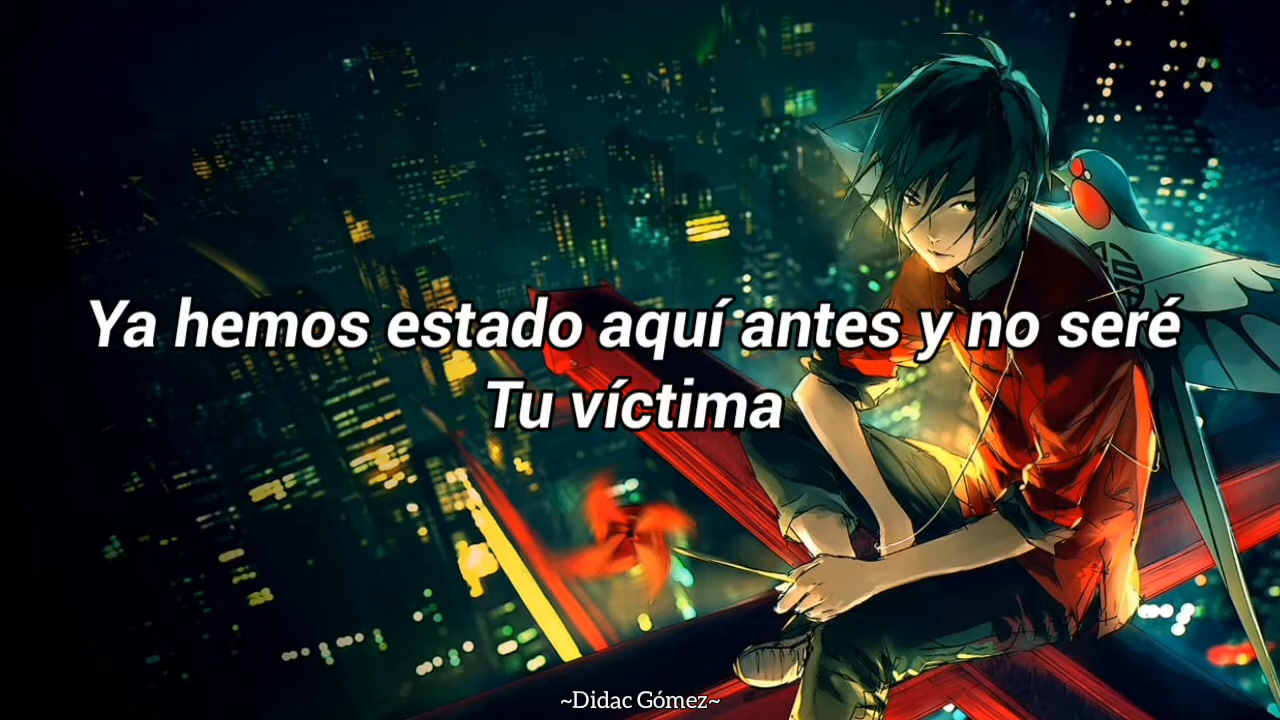 Ya hemos estado aquí antes y no seré
Tu víctima
~Didac Gómez~